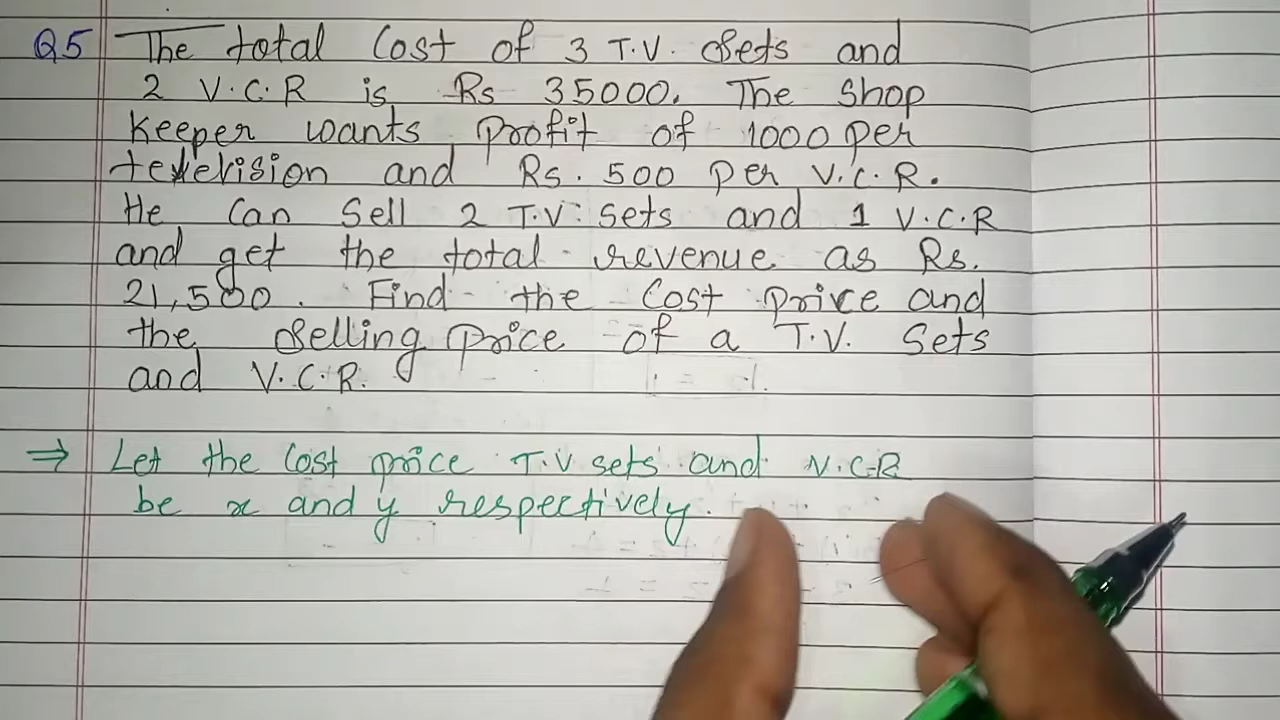 Q5 The total Cost of 3 T.V. Sets and
2 V.C.R is Rs 35000. The Shop
Keeper wants Profit of 1000 Per
television and Rs. 500 Per V.C.R.
He Can Sell 2 T.V. Sets and 1 V.C.R
and get the total revenue as Rs.
21,500. Find the Cost Price and
the Selling Price of a T.V. Sets
and V.C.R.
⇒ Let the Cost price T.V sets and V.C.R
be x and y respectively.